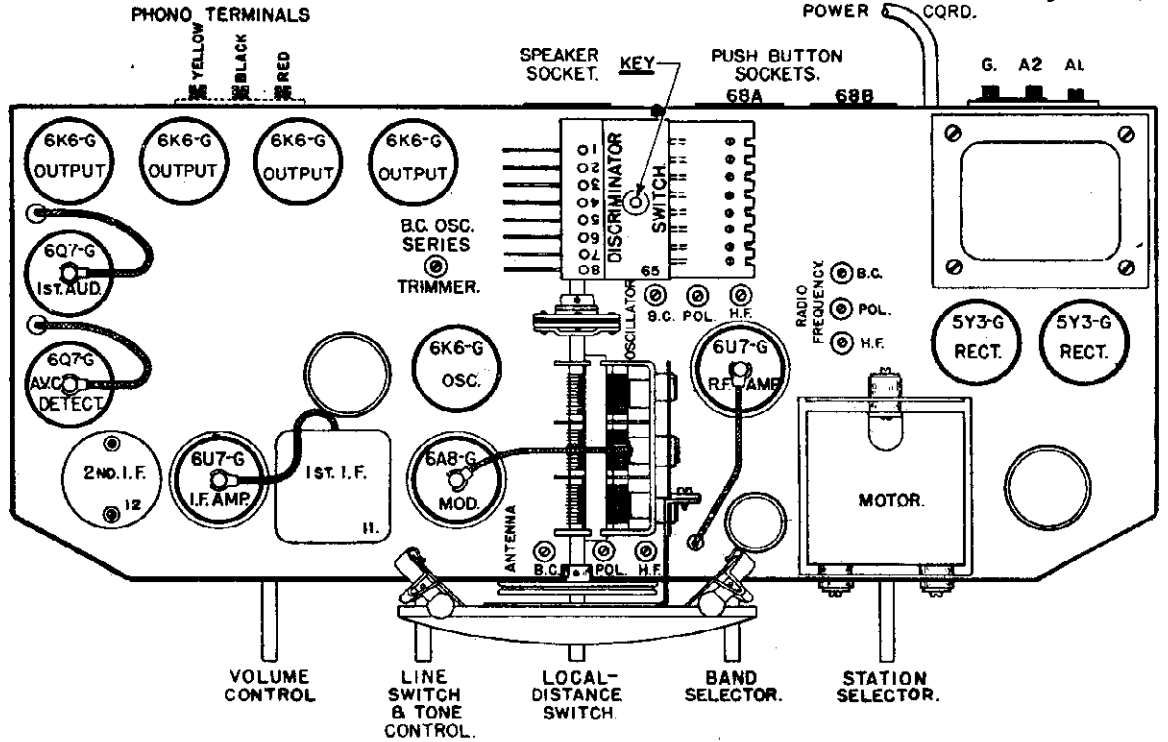 PHONO TERMINALS
YELLOW
BLACK
RED
SPEAKER
SOCKET.
KEY
PUSH BUTTON
SOCKETS.
68A
68B
POWER
CQRD.
G.
A2
A1.
6K6-G
OUTPUT
6K6-G
OUTPUT
6K6-G
OUTPUT
6K6-G
OUTPUT
1
2
3
4
5
6
7
8
DISCRIMINATOR
SWITCH.
65
6Q7-G
1ST. AUD.
B.C. OSC.
SERIES
TRIMMER.
OSCILLATOR
B.C.
POL.
H.F.
RADIO
FREQUENCY.
B.C.
POL.
H.F.
5Y3-G
RECT.
5Y3-G
RECT.
6Q7-G
A.V.C.
DETECT.
6K6-G
OSC.
6U7-G
R.F. AMP.
2ND. I.F.
12
6U7-G
I.F. AMP.
1ST. I.F.
11.
6A8-G
MOD.
MOTOR.
ANTENNA
B.C.
POL.
H.F.
VOLUME
CONTROL
LINE
SWITCH
& TONE
CONTROL.
LOCAL-
DISTANCE
SWITCH.
BAND
SELECTOR.
STATION
SELECTOR.